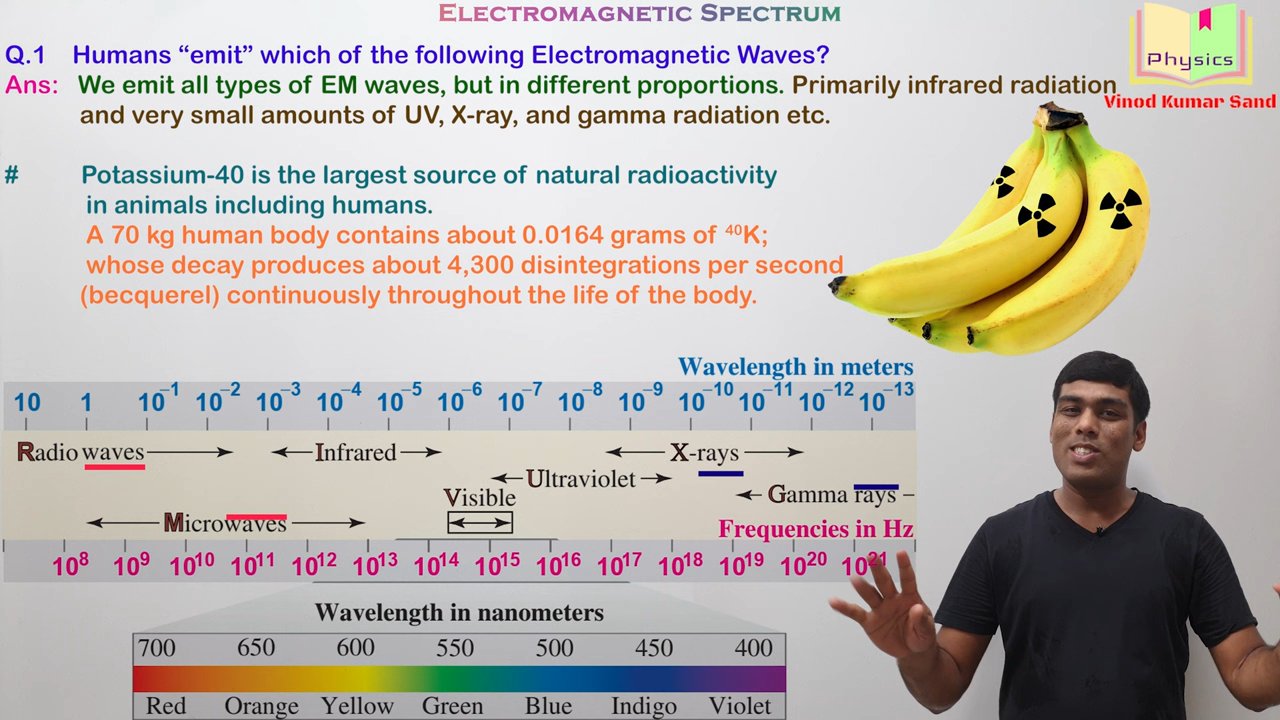 ELECTROMAGNETIC SPECTRUM
Physics
Vinod Kumar Sand
Q.1 Humans “emit” which of the following Electromagnetic Waves?
Ans: We emit all types of EM waves, but in different proportions. Primarily infrared radiation
and very small amounts of UV, X-ray, and gamma radiation etc.
# Potassium-40 is the largest source of natural radioactivity
in animals including humans.
A 70 kg human body contains about 0.0164 grams of ⁴⁰K;
whose decay produces about 4,300 disintegrations per second
(becquerel) continuously throughout the life of the body.
Wavelength in meters
10 1 10⁻¹ 10⁻² 10⁻³ 10⁻⁴ 10⁻⁵ 10⁻⁶ 10⁻⁷ 10⁻⁸ 10⁻⁹ 10⁻¹⁰ 10⁻¹¹ 10⁻¹² 10⁻¹³
Radio waves Infrared X-rays
Ultraviolet
Visible Gamma rays
Microwaves
Frequencies in Hz
10⁸ 10⁹ 10¹⁰ 10¹¹ 10¹² 10¹³ 10¹⁴ 10¹⁵ 10¹⁶ 10¹⁷ 10¹⁸ 10¹⁹ 10²⁰ 10²¹
Wavelength in nanometers
700 650 600 550 500 450 400
Red Orange Yellow Green Blue Indigo Violet